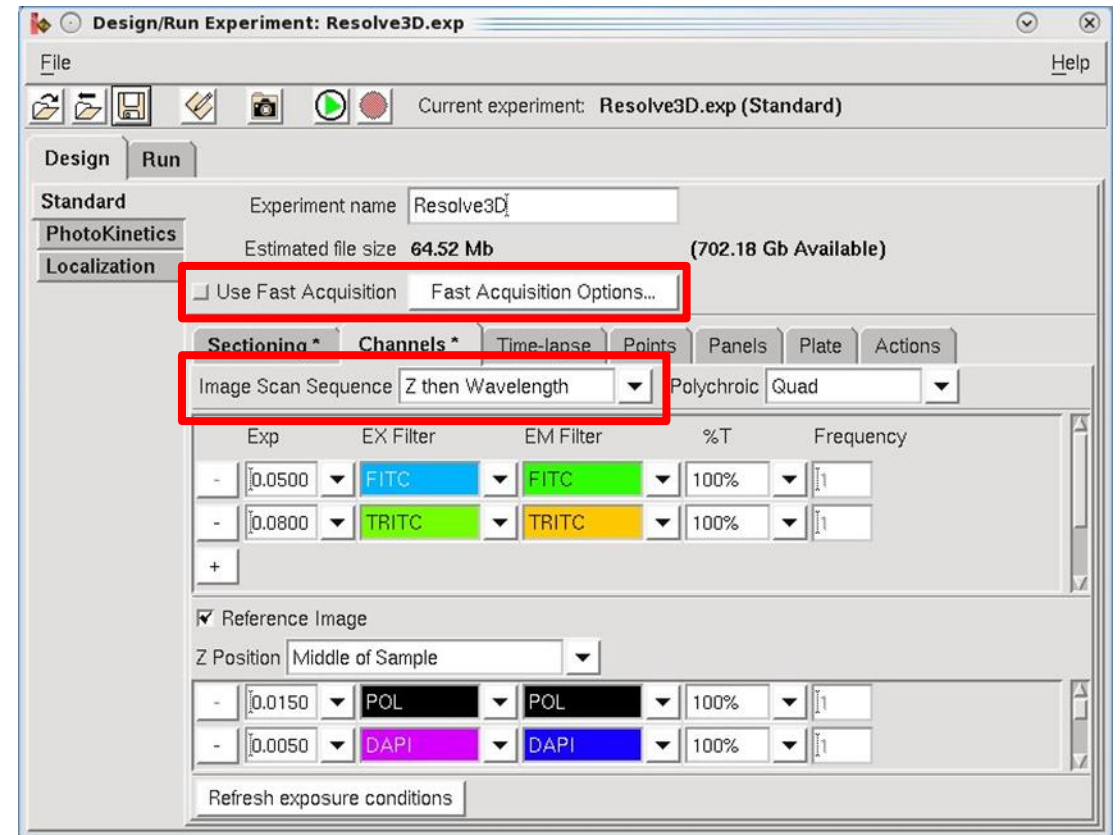 Design/Run Experiment: Resolve3D.exp
File Help
Current experiment: Resolve3D.exp (Standard)
Design Run
Standard
PhotoKinetics
Localization
Experiment name Resolve3D
Estimated file size 64.52 Mb (702.18 Gb Available)
Use Fast Acquisition Fast Acquisition Options...
Sectioning * Channels * Time-lapse Points Panels Plate Actions
Image Scan Sequence Z then Wavelength Polychroic Quad
Exp EX Filter EM Filter %T Frequency
- 0.0500 FITC FITC 100% 1
- 0.0800 TRITC TRITC 100% 1
+
Reference Image
Z Position Middle of Sample
- 0.0150 POL POL 100% 1
- 0.0050 DAPI DAPI 100% 1
Refresh exposure conditions